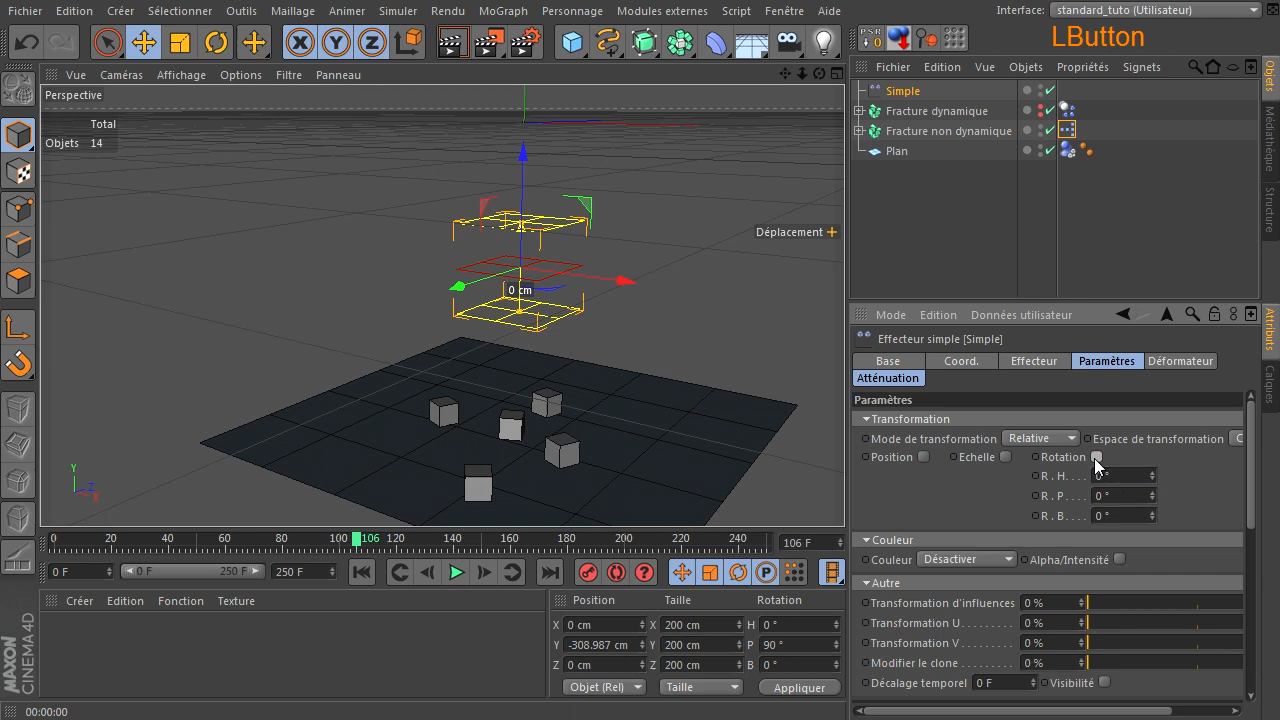 Fichier Edition Créer Sélectionner Outils Maillage Animer Simuler Rendu MoGraph Personnage Modules externes Script Fenêtre Aide Interface: standard_tuto (Utilisateur)
X Y Z PSR 0 LButton
Vue Caméras Affichage Options Filtre Panneau
Fichier Edition Vue Objets Propriétés Signets
Perspective
Simple
Total
Fracture dynamique
Objets 14
Fracture non dynamique
Plan
Objets
Médiathèque
Structure
Déplacement
0 cm
Mode Edition Données utilisateur
Attributs
Calques
Effecteur simple [Simple]
Base Coord. Effecteur Paramètres Déformateur
Atténuation
Paramètres
Transformation
Mode de transformation Relative Espace de transformation
Position Echelle Rotation
R . H . . . . 0 °
R . P . . . . 0 °
R . B . . . . 0 °
Y Z X
0 20 40 60 80 100 106 120 140 160 180 200 220 240 106 F
Couleur
Couleur Désactiver Alpha/Intensité
0 F 0 F 250 F 250 F
Autre
Créer Edition Fonction Texture
Position Taille Rotation
Transformation d'influences 0 %
X 0 cm X 200 cm H 0 °
Transformation U . . . . . . . . . 0 %
Y -308.987 cm Y 200 cm P 90 °
Transformation V . . . . . . . . . 0 %
Z 0 cm Z 200 cm B 0 °
Modifier le clone . . . . . . . . . 0 %
Objet (Rel) Taille Appliquer
Décalage temporel 0 F Visibilité
MAXON
CINEMA 4D
00:00:00